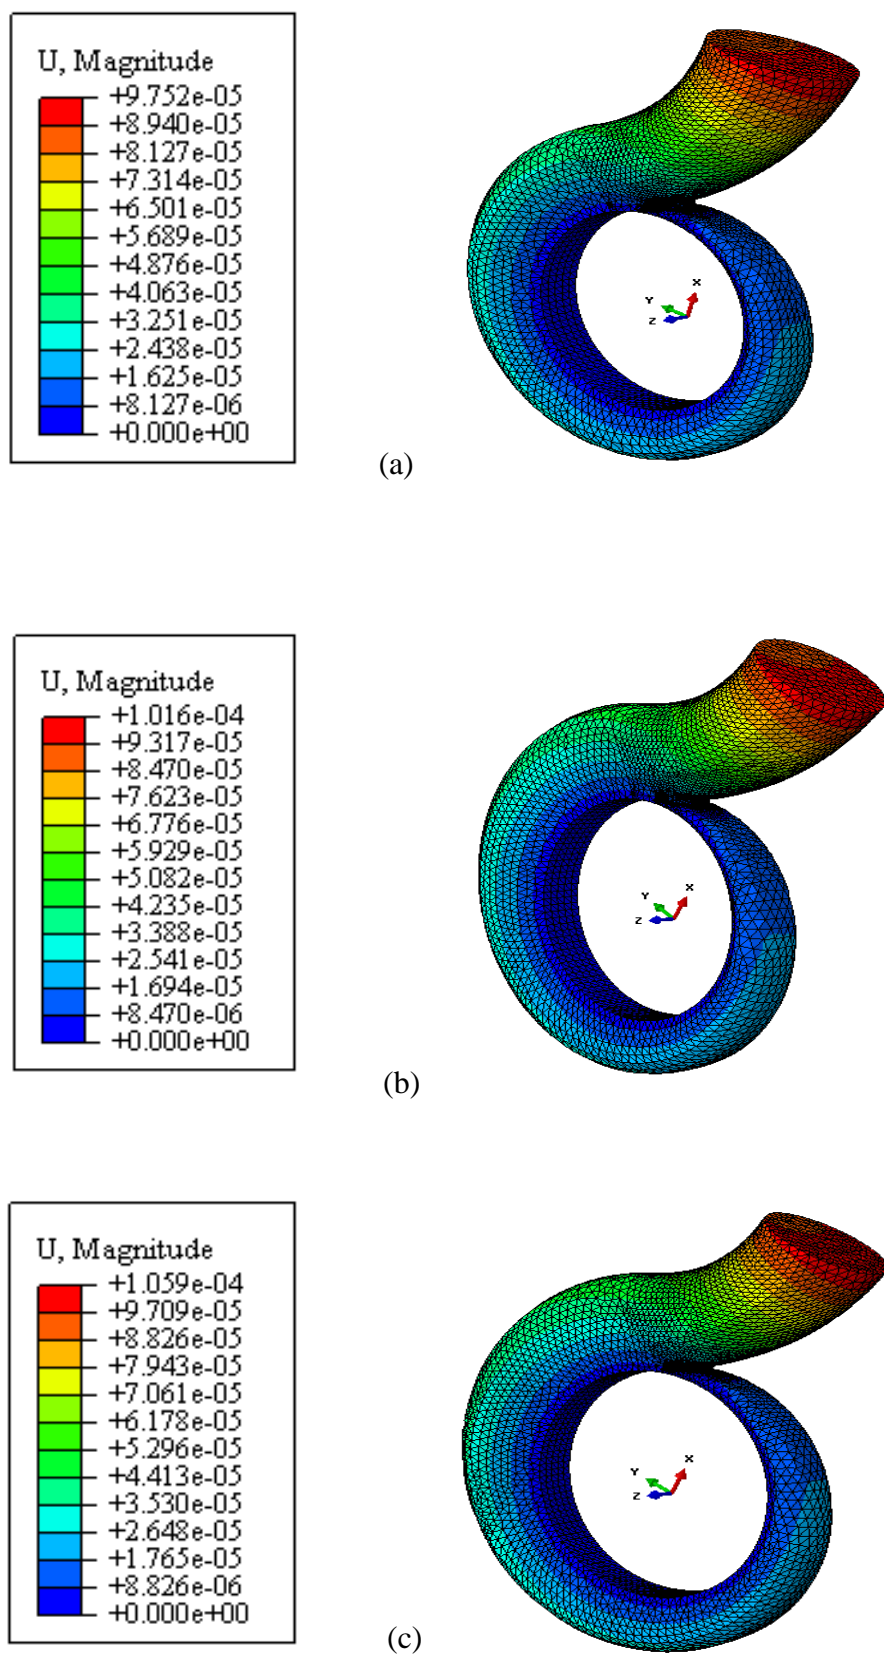 U, Magnitude
+9.752e-05
+8.940e-05
+8.127e-05
+7.314e-05
+6.501e-05
+5.689e-05
+4.876e-05
+4.063e-05
+3.251e-05
+2.438e-05
+1.625e-05
+8.127e-06
+0.000e+00
X
Y
Z
(a)
U, Magnitude
+1.016e-04
+9.317e-05
+8.470e-05
+7.623e-05
+6.776e-05
+5.929e-05
+5.082e-05
+4.235e-05
+3.388e-05
+2.541e-05
+1.694e-05
+8.470e-06
+0.000e+00
X
Y
Z
(b)
U, Magnitude
+1.059e-04
+9.709e-05
+8.826e-05
+7.943e-05
+7.061e-05
+6.178e-05
+5.296e-05
+4.413e-05
+3.530e-05
+2.648e-05
+1.765e-05
+8.826e-06
+0.000e+00
X
Y
Z
(c)